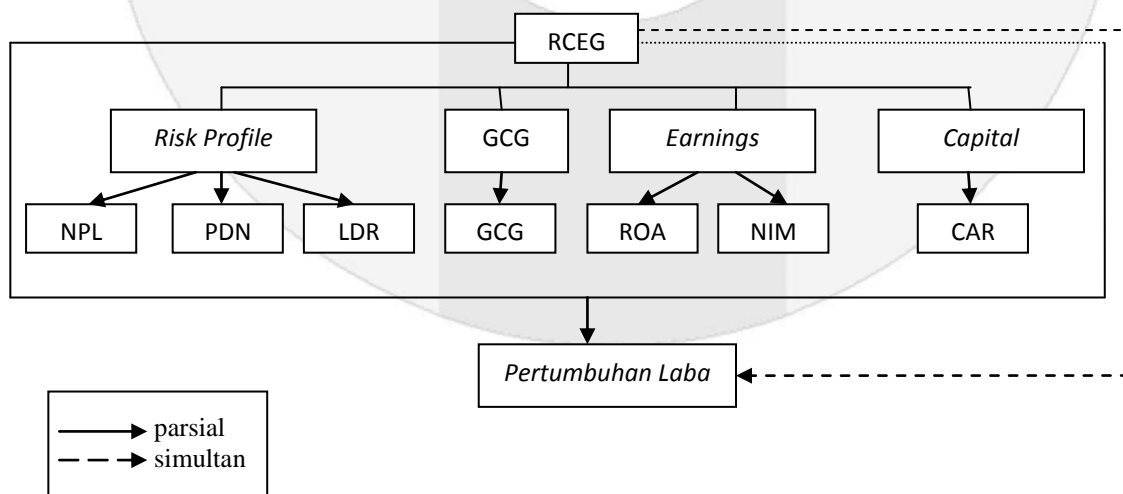 RCEG
Risk Profile
GCG
Earnings
Capital
NPL
PDN
LDR
GCG
ROA
NIM
CAR
Pertumbuhan Laba
parsial
simultan